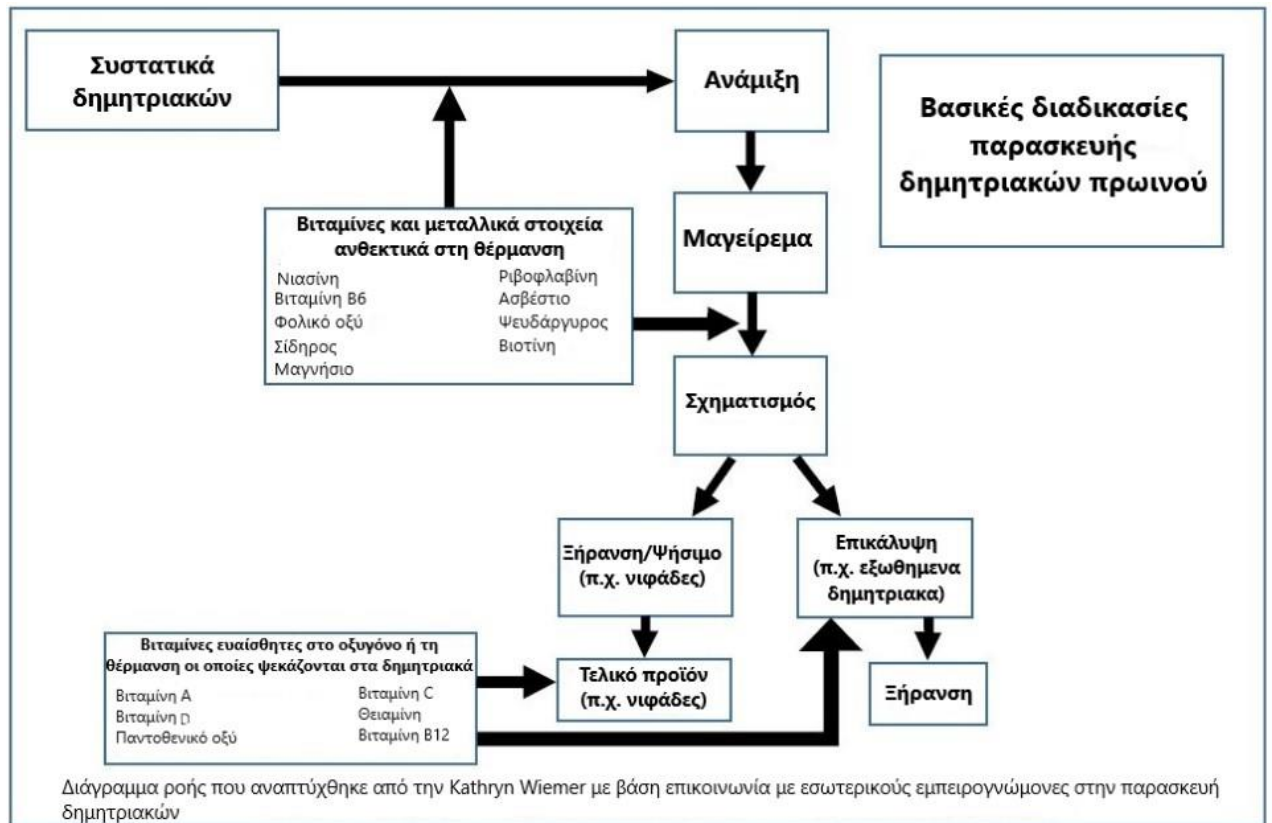 Συστατικά
δημητριακών
Ανάμιξη
Βασικές διαδικασίες
παρασκευής
δημητριακών πρωινού
Βιταμίνες και μεταλλικά στοιχεία
ανθεκτικά στη θέρμανση
Νιασίνη
Βιταμίνη B6
Φολικό οξύ
Σίδηρος
Μαγνήσιο
Ριβοφλαβίνη
Ασβέστιο
Ψευδάργυρος
Βιοτίνη
Μαγείρεμα
Σχηματισμός
Ξήρανση/Ψήσιμο
(π.χ. νιφάδες)
Επικάλυψη
(π.χ. εξωθημενα
δημητριακα)
Βιταμίνες ευαίσθητες στο οξυγόνο ή τη
θέρμανση οι οποίες ψεκάζονται στα δημητριακά
Βιταμίνη A
Βιταμίνη D
Παντοθενικό οξύ
Βιταμίνη C
Θειαμίνη
Βιταμίνη B12
Τελικό προϊόν
(π.χ. νιφάδες)
Ξήρανση
Διάγραμμα ροής που αναπτύχθηκε από την Kathryn Wiemer με βάση επικοινωνία με εσωτερικούς εμπειρογνώμονες στην παρασκευή
δημητριακών